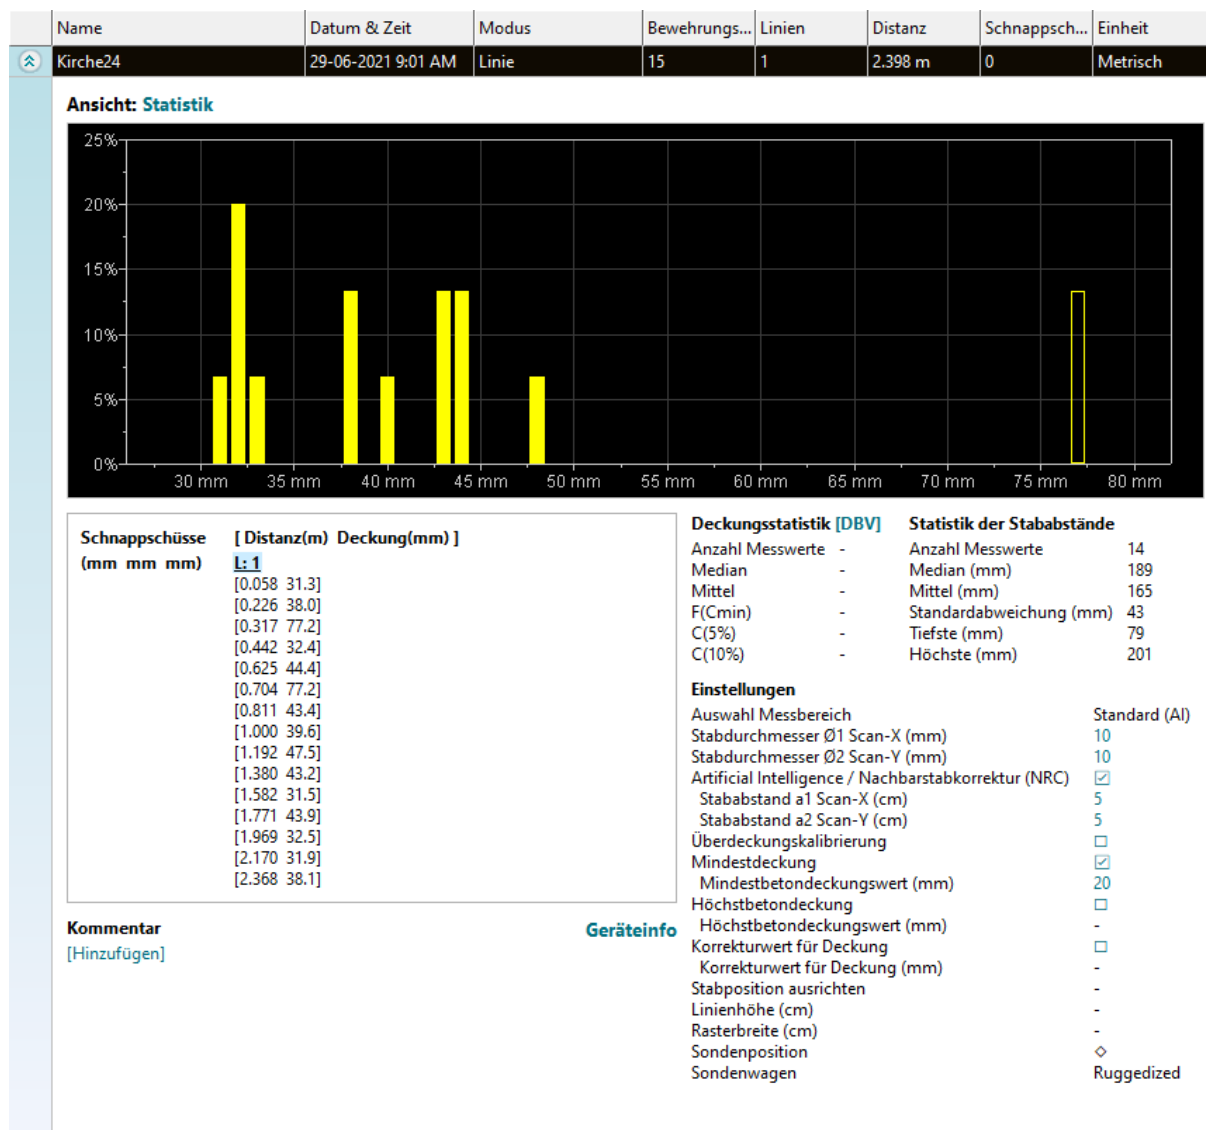 Name Datum & Zeit Modus Bewehrungs... Linien Distanz Schnappsch... Einheit
Kirche24 29-06-2021 9:01 AM Linie 15 1 2.398 m 0 Metrisch
Ansicht: Statistik
25%
20%
15%
10%
5%
0%
30 mm 35 mm 40 mm 45 mm 50 mm 55 mm 60 mm 65 mm 70 mm 75 mm 80 mm
Schnappschüsse [ Distanz(m) Deckung(mm) ]
(mm mm mm) L: 1
[0.058 31.3]
[0.226 38.0]
[0.317 77.2]
[0.442 32.4]
[0.625 44.4]
[0.704 77.2]
[0.811 43.4]
[1.000 39.6]
[1.192 47.5]
[1.380 43.2]
[1.582 31.5]
[1.771 43.9]
[1.969 32.5]
[2.170 31.9]
[2.368 38.1]
Kommentar
[Hinzufügen]
Geräteinfo
Deckungsstatistik [DBV]
Anzahl Messwerte -
Median -
Mittel -
F(Cmin) -
C(5%) -
C(10%) -
Statistik der Stababstände
Anzahl Messwerte 14
Median (mm) 189
Mittel (mm) 165
Standardabweichung (mm) 43
Tiefste (mm) 79
Höchste (mm) 201
Einstellungen
Auswahl Messbereich Standard (AI)
Stabdurchmesser Ø1 Scan-X (mm) 10
Stabdurchmesser Ø2 Scan-Y (mm) 10
Artificial Intelligence / Nachbarstabkorrektur (NRC) ☑
Stababstand a1 Scan-X (cm) 5
Stababstand a2 Scan-Y (cm) 5
Überdeckungskalibrierung ☐
Mindestdeckung ☑
Mindestbetondeckungswert (mm) 20
Höchstbetondeckung ☐
Höchstbetondeckungswert (mm) -
Korrekturwert für Deckung ☐
Korrekturwert für Deckung (mm) -
Stabposition ausrichten -
Linienhöhe (cm) -
Rasterbreite (cm) -
Sondenposition ◇
Sondenwagen Ruggedized